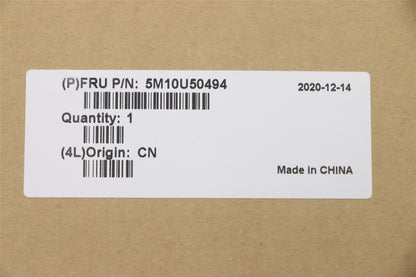 (P)FRU P/N: 5M10U50494
2020-12-14
Quantity: 1
(4L)Origin: CN
Made in CHINA